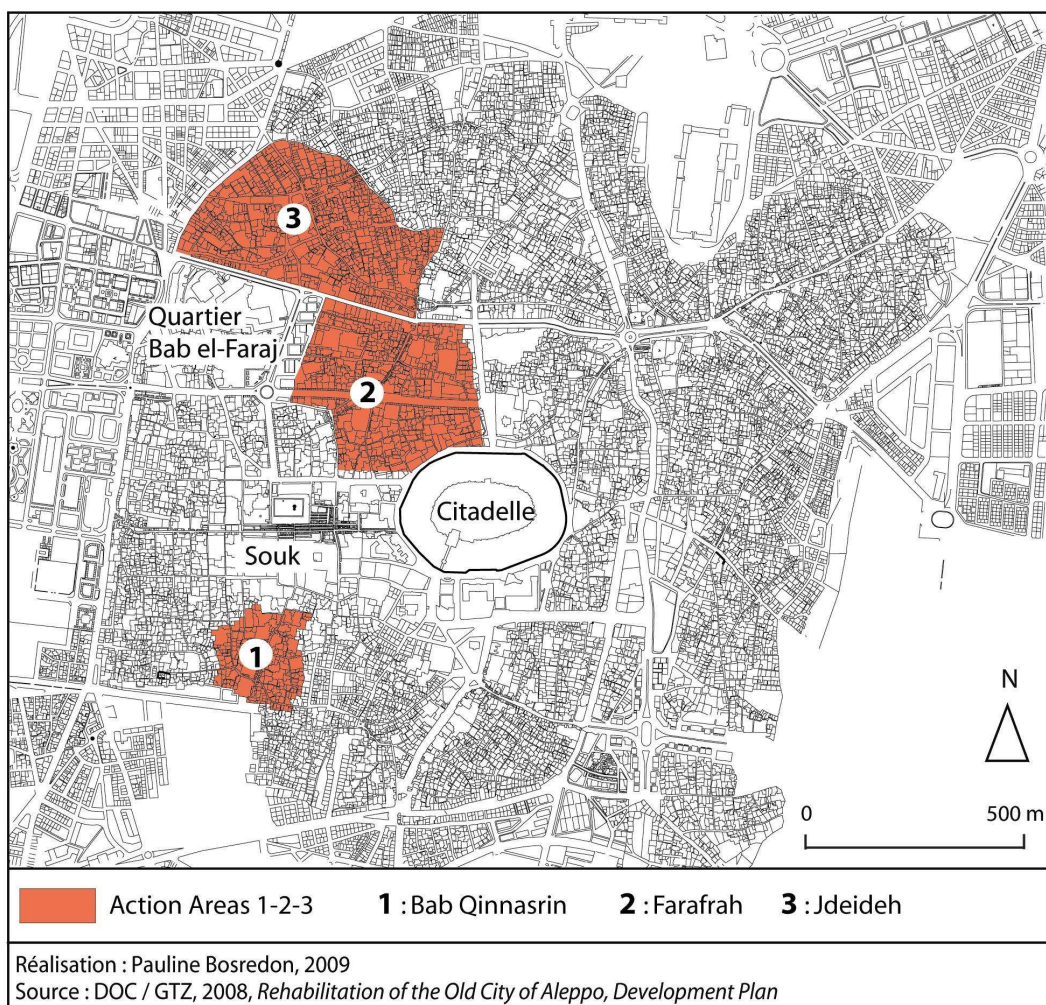 3
Quartier
Bab el-Faraj
2
Citadelle
Souk
1
N
0 500 m
Action Areas 1-2-3 1 : Bab Qinnasrin 2 : Farafrah 3 : Jdeideh
Réalisation : Pauline Bosredon, 2009
Source : DOC / GTZ, 2008, Rehabilitation of the Old City of Aleppo, Development Plan